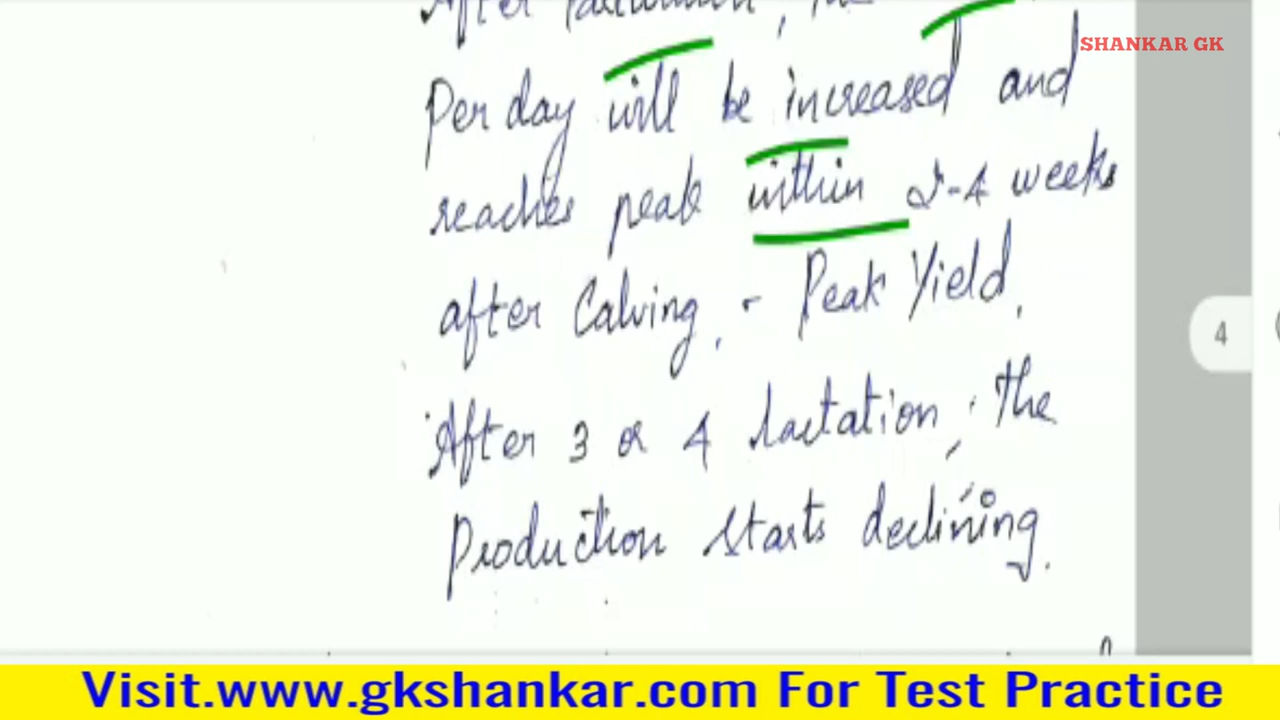 After
SHANKAR GK
Per day will be increased and
reaches peak within 2-4 weeks
after Calving. - Peak Yield.
4
After 3 or 4 lactation, the
Production starts declining.
Visit.www.gkshankar.com For Test Practice